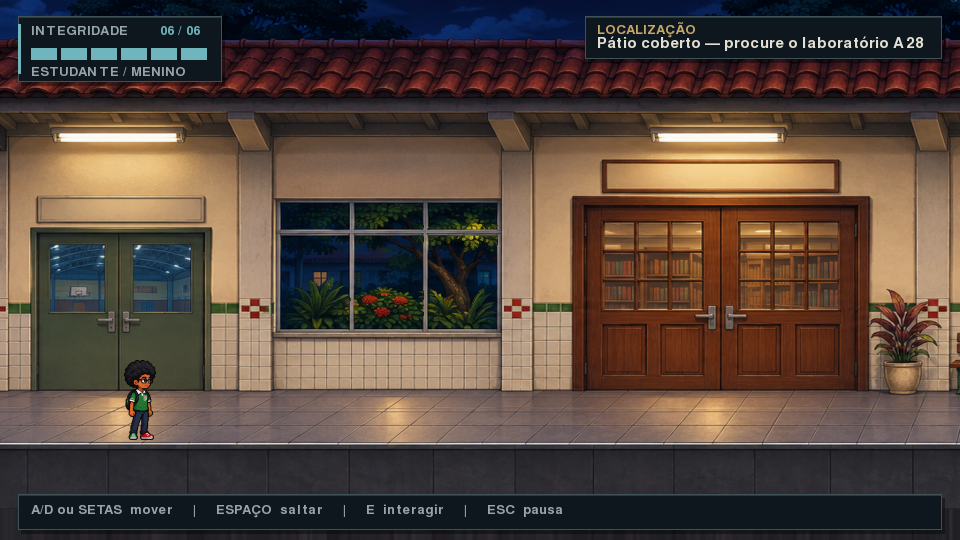 INTEGRIDADE 06 / 06
ESTUDANTE / MENINO
LOCALIZAÇÃO
Pátio coberto — procure o laboratório A28
A/D ou SETAS mover | ESPAÇO saltar | E interagir | ESC pausa